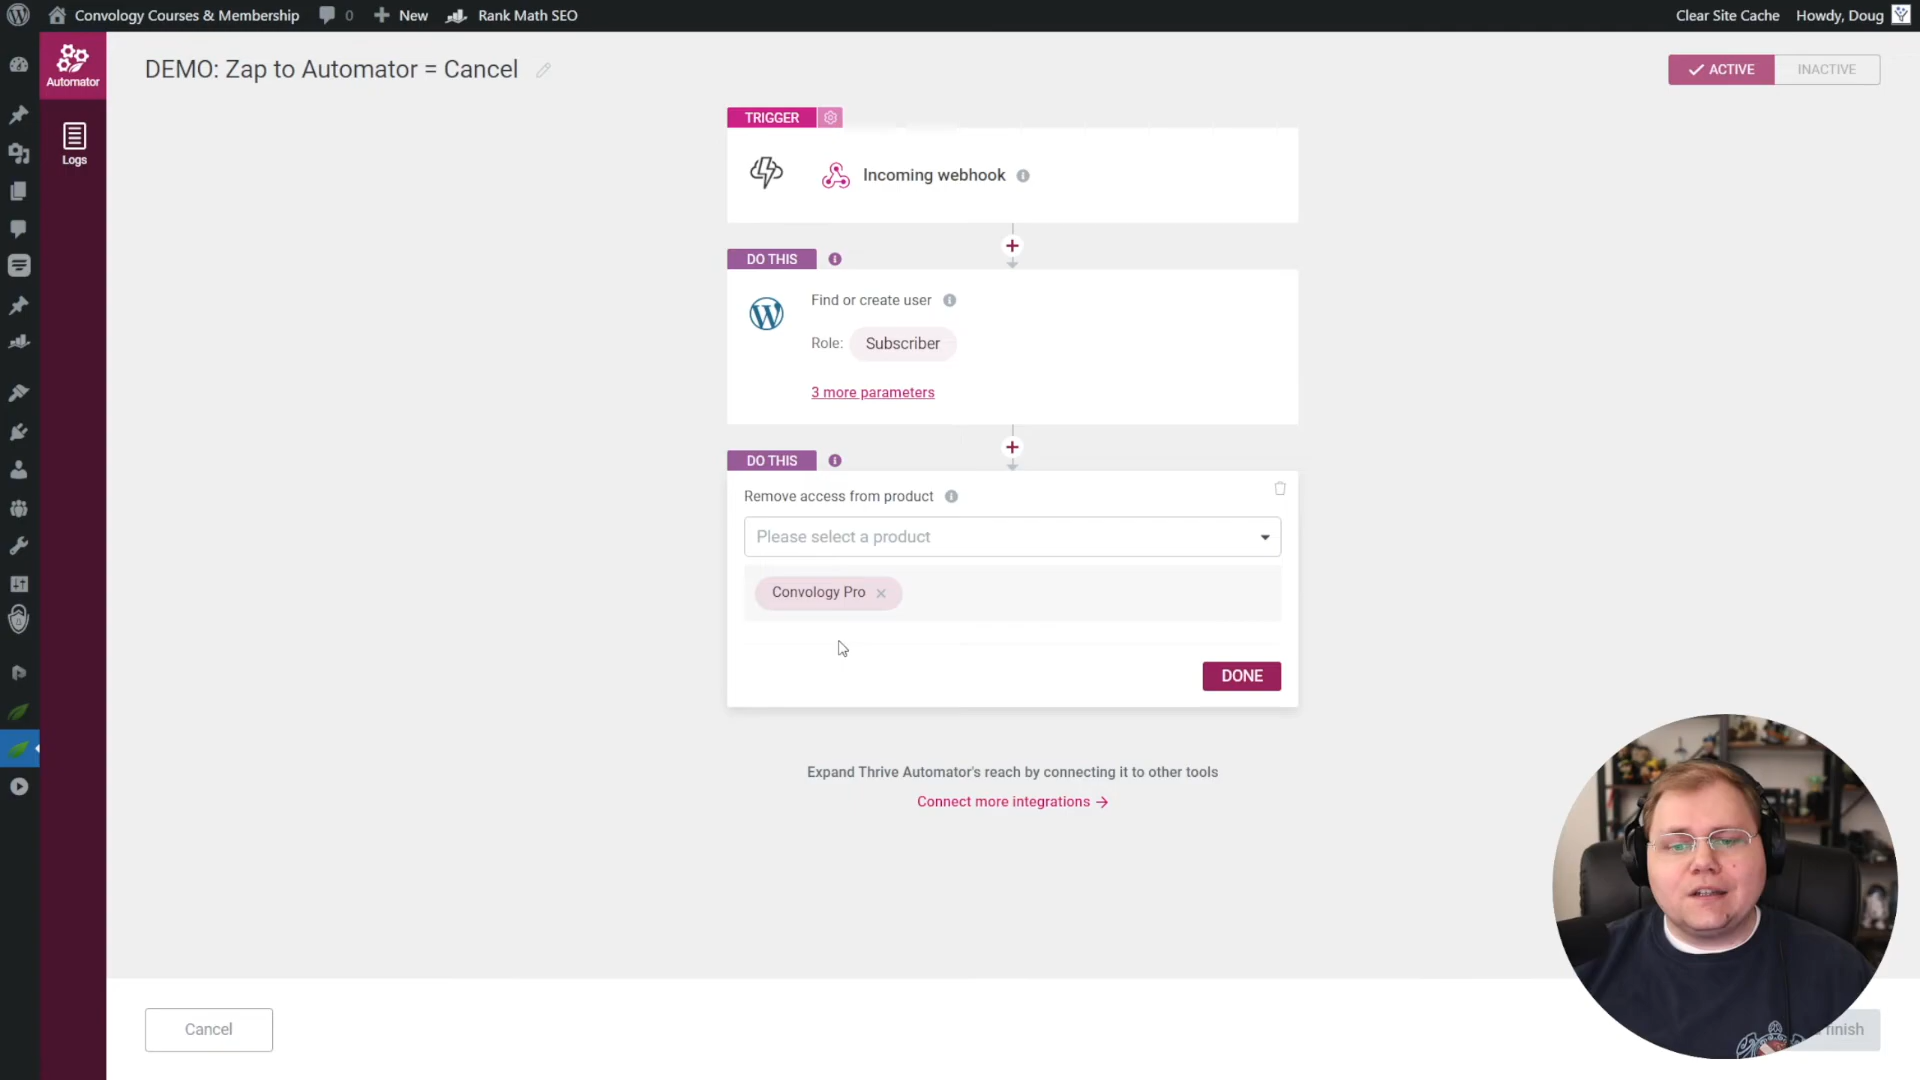 Convology Courses & Membership
0
New
Rank Math SEO
Clear Site Cache
Howdy, Doug
Automator
Logs
DEMO: Zap to Automator = Cancel
ACTIVE
INACTIVE
TRIGGER
Incoming webhook
DO THIS
Find or create user
Role: Subscriber
3 more parameters
DO THIS
Remove access from product
Please select a product
Convology Pro
DONE
Expand Thrive Automator's reach by connecting it to other tools
Connect more integrations
Cancel
finish